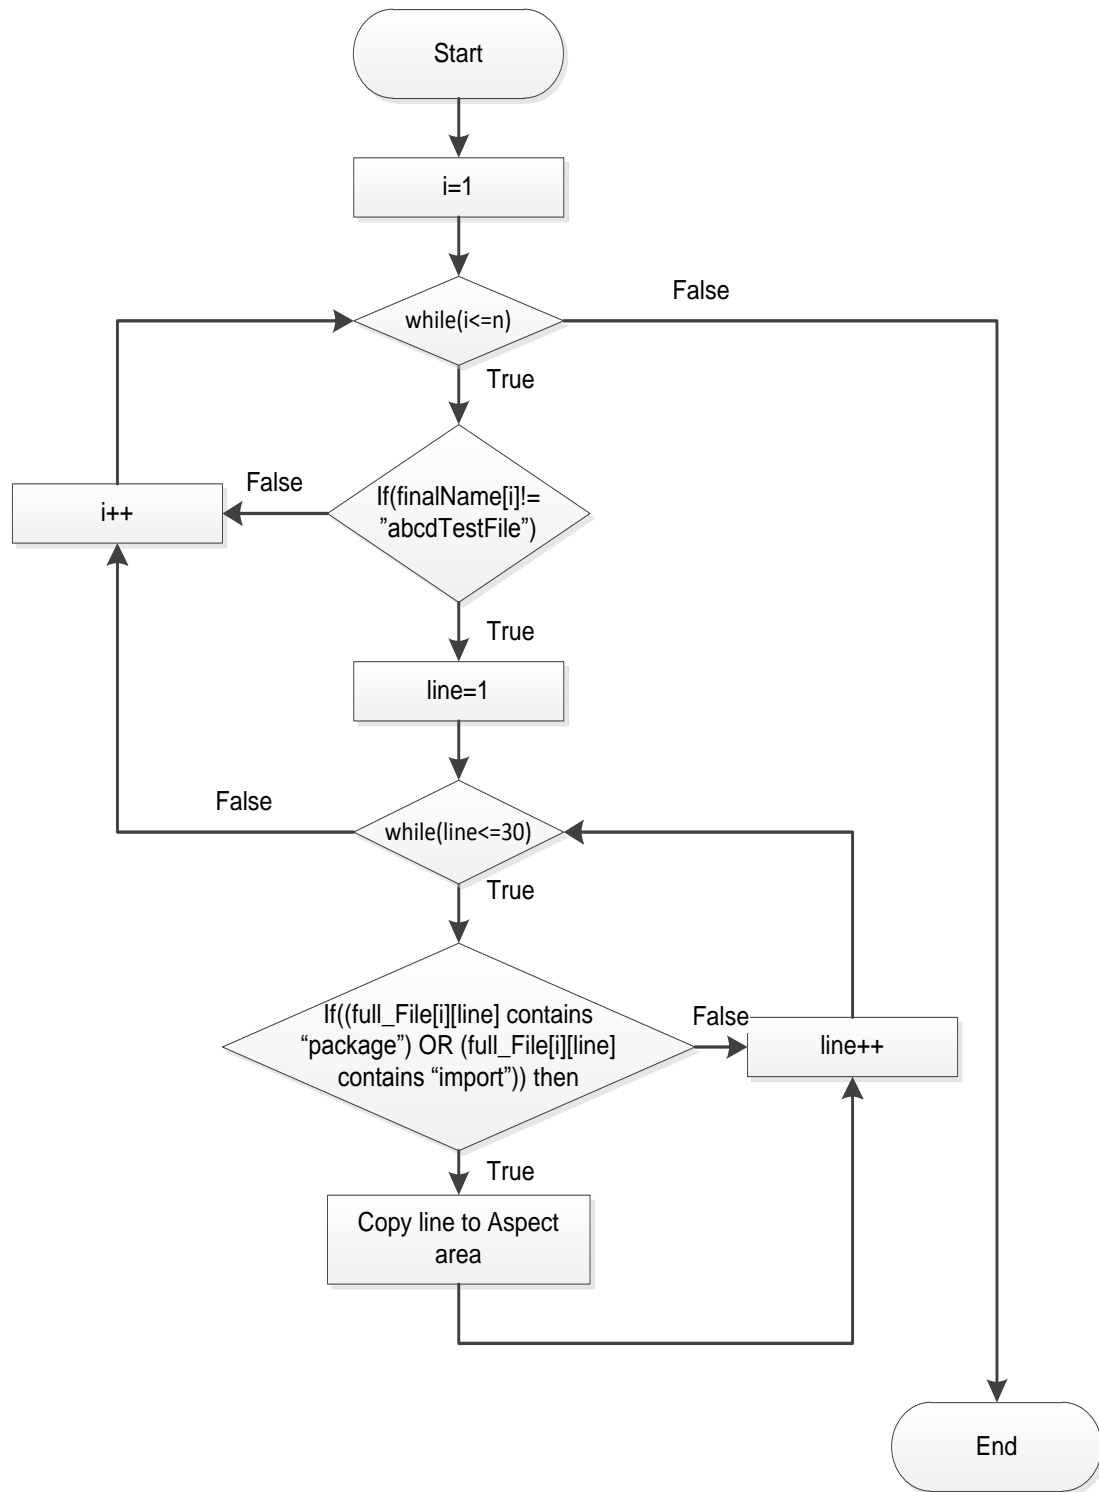 Start
i=1
while(i<=n)
False
True
If(finalName[i]!=
”abcdTestFile”)
False
i++
True
line=1
while(line<=30)
False
True
If((full_File[i][line] contains
“package”) OR (full_File[i][line]
contains “import”)) then
False
line++
True
Copy line to Aspect
area
End